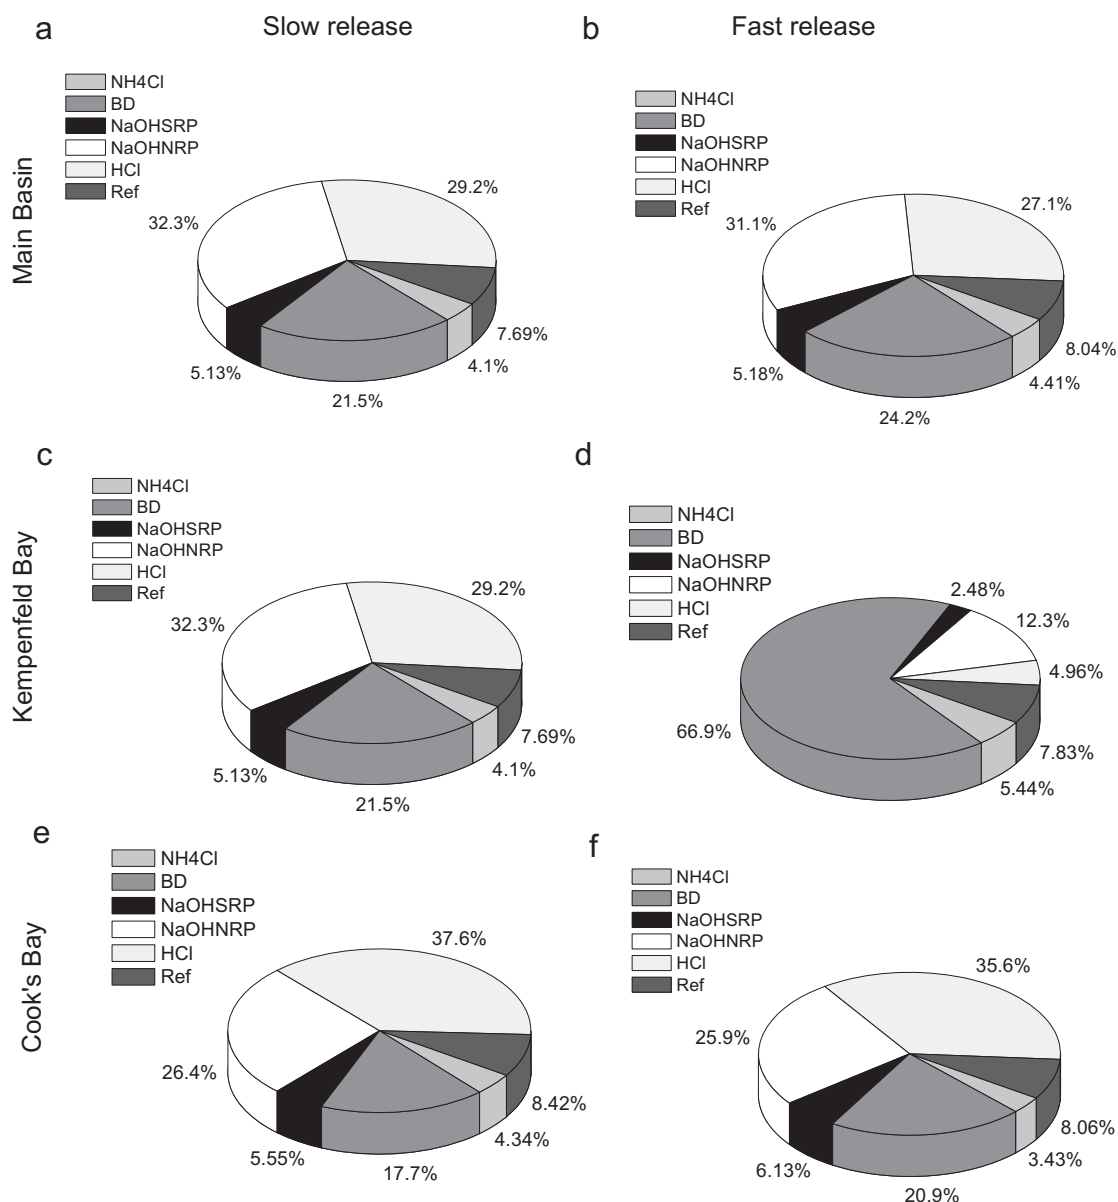 a
Slow release
b
Fast release
Main Basin
NH4Cl
BD
NaOHSRP
NaOHNRP
HCl
Ref
29.2%
32.3%
7.69%
4.1%
5.13%
21.5%
NH4Cl
BD
NaOHSRP
NaOHNRP
HCl
Ref
27.1%
31.1%
8.04%
4.41%
5.18%
24.2%
c
Kempenfeld Bay
NH4Cl
BD
NaOHSRP
NaOHNRP
HCl
Ref
29.2%
32.3%
7.69%
4.1%
5.13%
21.5%
d
NH4Cl
BD
NaOHSRP
NaOHNRP
HCl
Ref
2.48%
12.3%
4.96%
66.9%
7.83%
5.44%
e
Cook's Bay
NH4Cl
BD
NaOHSRP
NaOHNRP
HCl
Ref
37.6%
26.4%
8.42%
4.34%
5.55%
17.7%
f
NH4Cl
BD
NaOHSRP
NaOHNRP
HCl
Ref
35.6%
25.9%
8.06%
3.43%
6.13%
20.9%